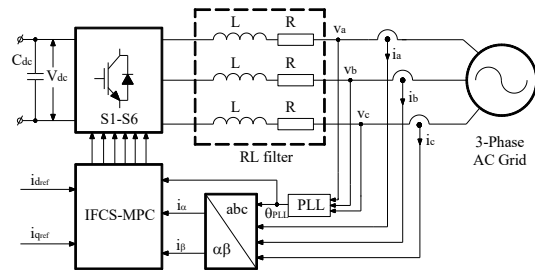 L R
va
ia
Cdc
Vdc
L R
vb
ib
S1-S6
L R
vc
ic
RL filter
3-Phase
AC Grid
idref
IFCS-MPC
iα
abc
θPLL
PLL
iqref
iβ
αβ